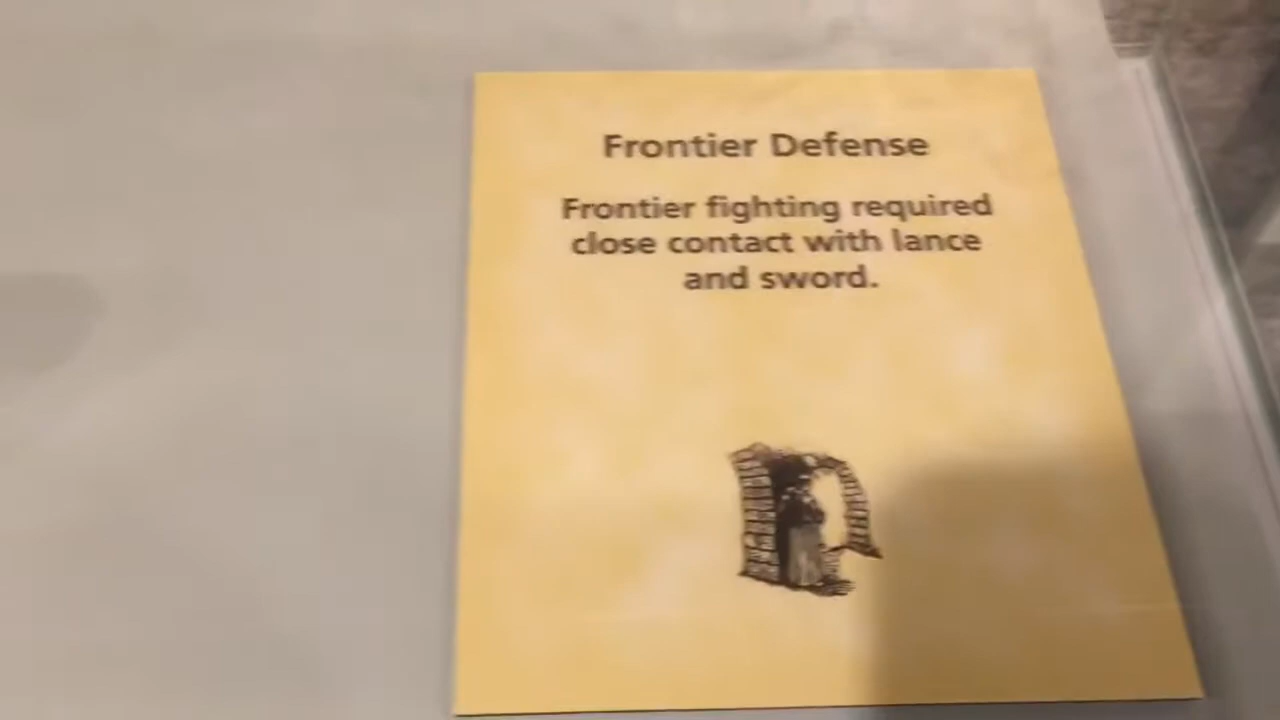 Frontier Defense
Frontier fighting required
close contact with lance
and sword.